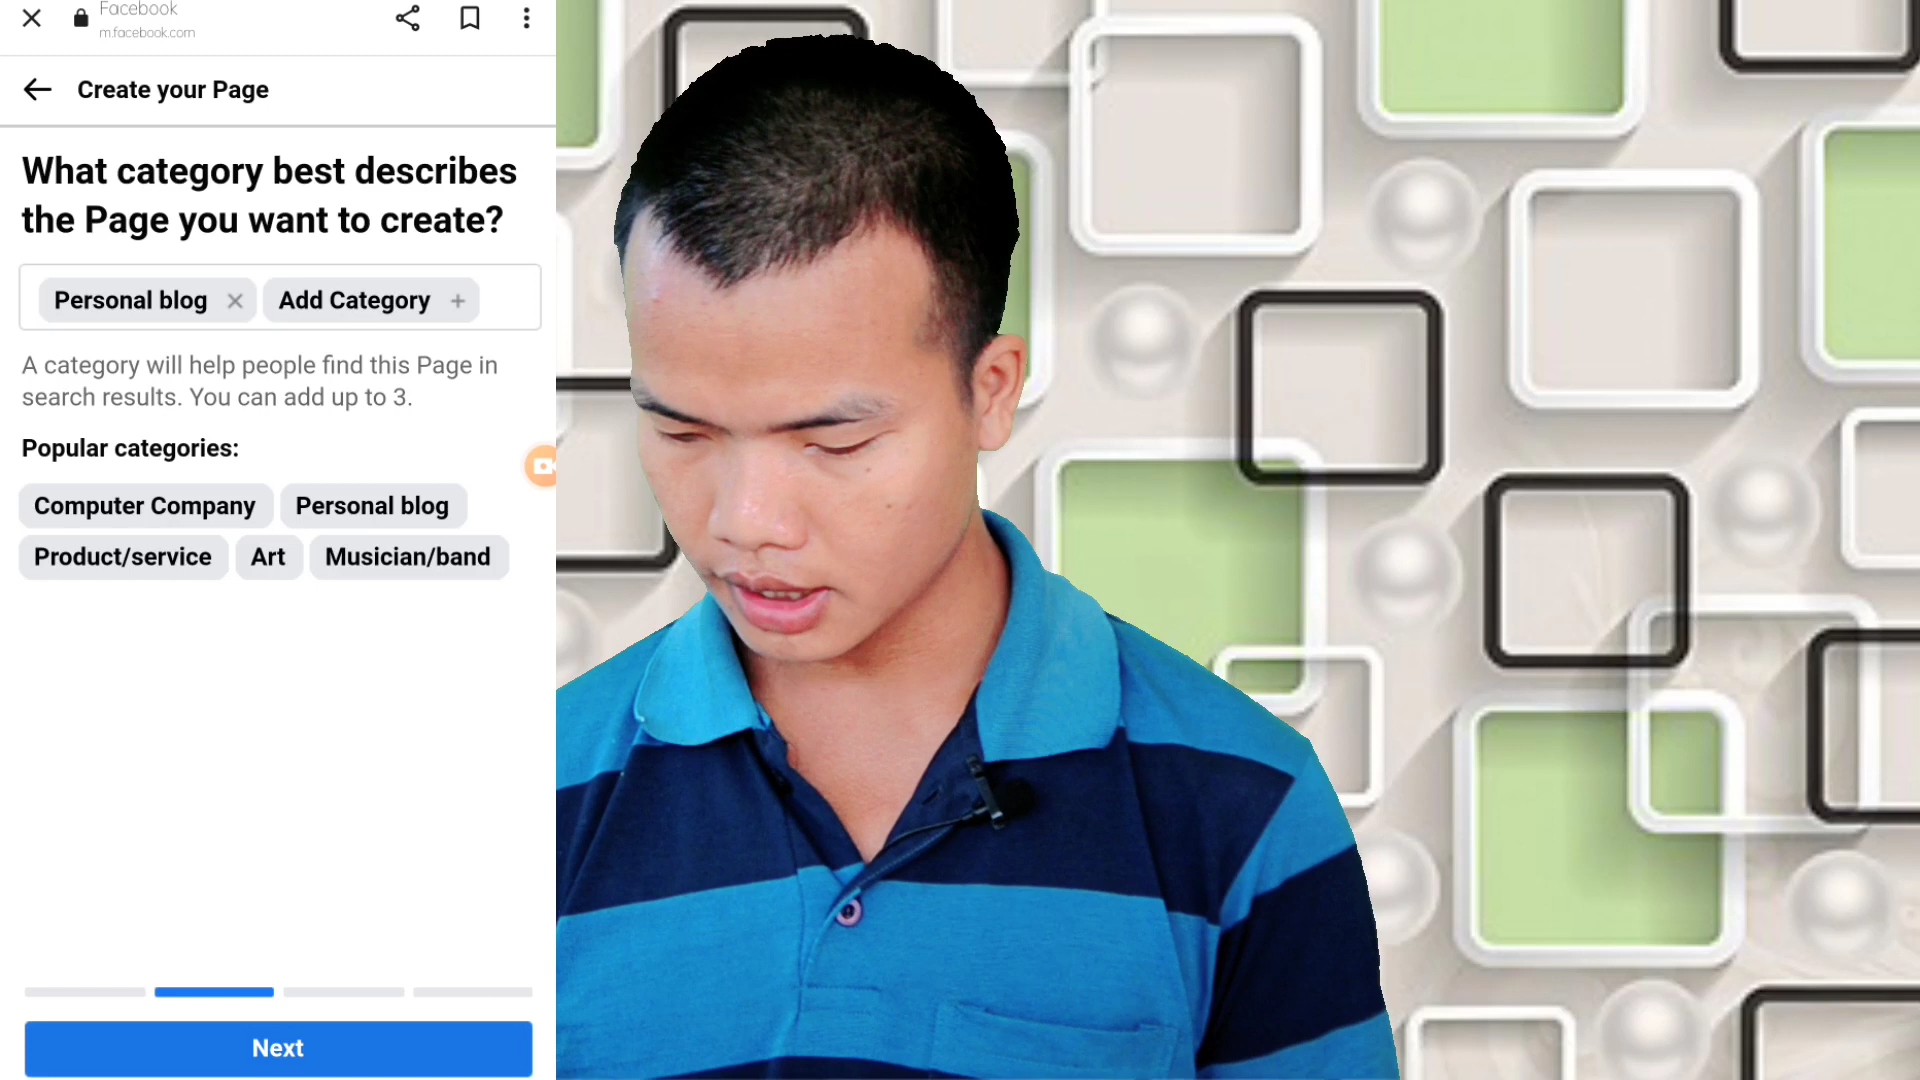 Facebook
m.facebook.com
Create your Page
What category best describes
the Page you want to create?
Personal blog
Add Category
A category will help people find this Page in
search results. You can add up to 3.
Popular categories:
Computer Company
Personal blog
Product/service
Art
Musician/band
Next